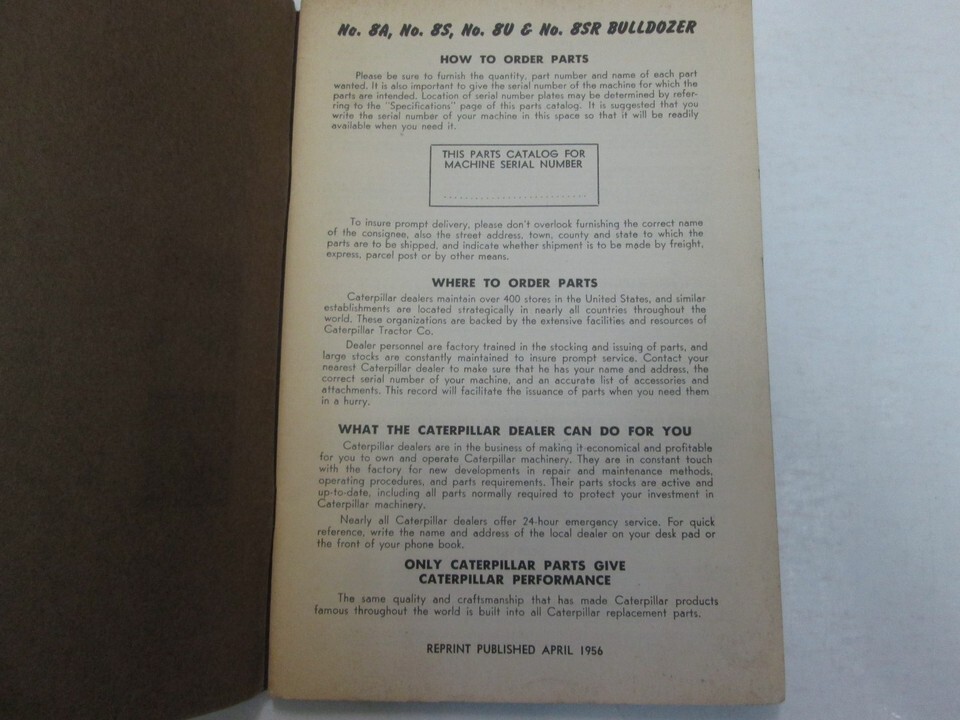 No. 8A, No. 8S, No. 8U & No. 8SR BULLDOZER
HOW TO ORDER PARTS
Please be sure to furnish the quantity, part number and name of each part
wanted. It is also important to give the serial number of the machine for which the
parts are intended. Location of serial number plates may be determined by refer-
ring to the "Specifications" page of this parts catalog. It is suggested that you
write the serial number of your machine in this space so that it will be readily
available when you need it.
THIS PARTS CATALOG FOR
MACHINE SERIAL NUMBER
To insure prompt delivery, please don't overlook furnishing the correct name
of the consignee, also the street address, town, county and state to which the
parts are to be shipped, and indicate whether shipment is to be made by freight,
express, parcel post or by other means.
WHERE TO ORDER PARTS
Caterpillar dealers maintain over 400 stores in the United States, and similar
establishments are located strategically in nearly all countries throughout the
world. These organizations are backed by the extensive facilities and resources of
Caterpillar Tractor Co.
Dealer personnel are factory trained in the stocking and issuing of parts, and
large stocks are constantly maintained to insure prompt service. Contact your
nearest Caterpillar dealer to make sure that he has your name and address, the
correct serial number of your machine, and an accurate list of accessories and
attachments. This record will facilitate the issuance of parts when you need them
in a hurry.
WHAT THE CATERPILLAR DEALER CAN DO FOR YOU
Caterpillar dealers are in the business of making it economical and profitable
for you to own and operate Caterpillar machinery. They are in constant touch
with the factory for new developments in repair and maintenance methods,
operating procedures, and parts requirements. Their parts stocks are active and
up-to-date, including all parts normally required to protect your investment in
Caterpillar machinery.
Nearly all Caterpillar dealers offer 24-hour emergency service. For quick
reference, write the name and address of the local dealer on your desk pad or
the front of your phone book.
ONLY CATERPILLAR PARTS GIVE
CATERPILLAR PERFORMANCE
The same quality and craftsmanship that has made Caterpillar products
famous throughout the world is built into all Caterpillar replacement parts.
REPRINT PUBLISHED APRIL 1956